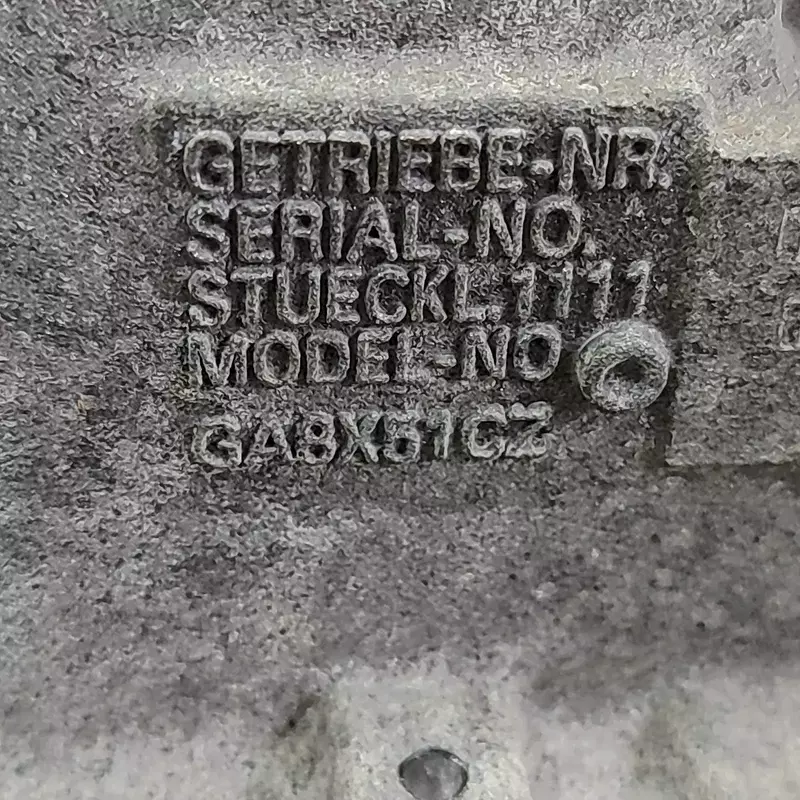 GETRIEBE-NR.
SERIAL-NO.
STUECKL.1111
MODEL-NO
GA8X51CZ